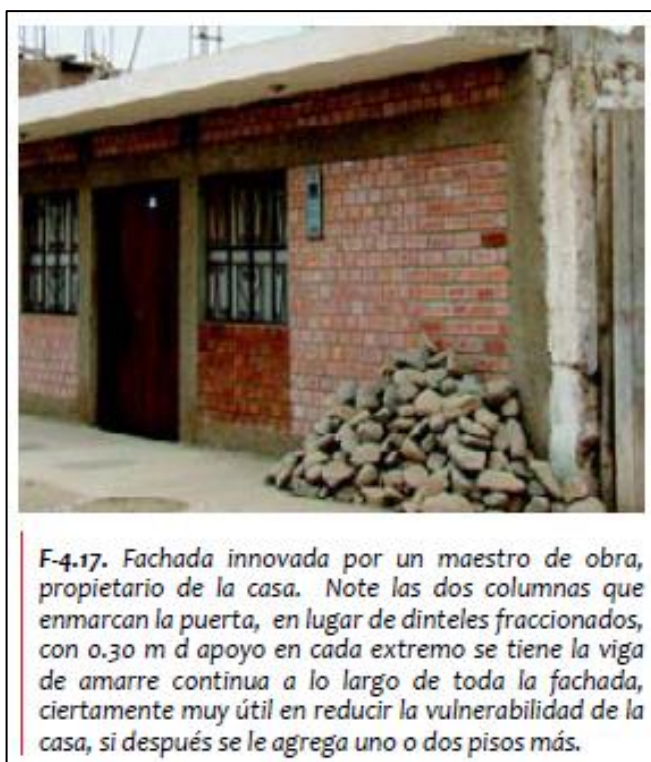 F-4.17. Fachada innovada por un maestro de obra,
propietario de la casa. Note las dos columnas que
enmarcan la puerta, en lugar de dinteles fraccionados,
con 0.30 m d apoyo en cada extremo se tiene la viga
de amarre continua a lo largo de toda la fachada,
ciertamente muy útil en reducir la vulnerabilidad de la
casa, si después se le agrega uno o dos pisos más.